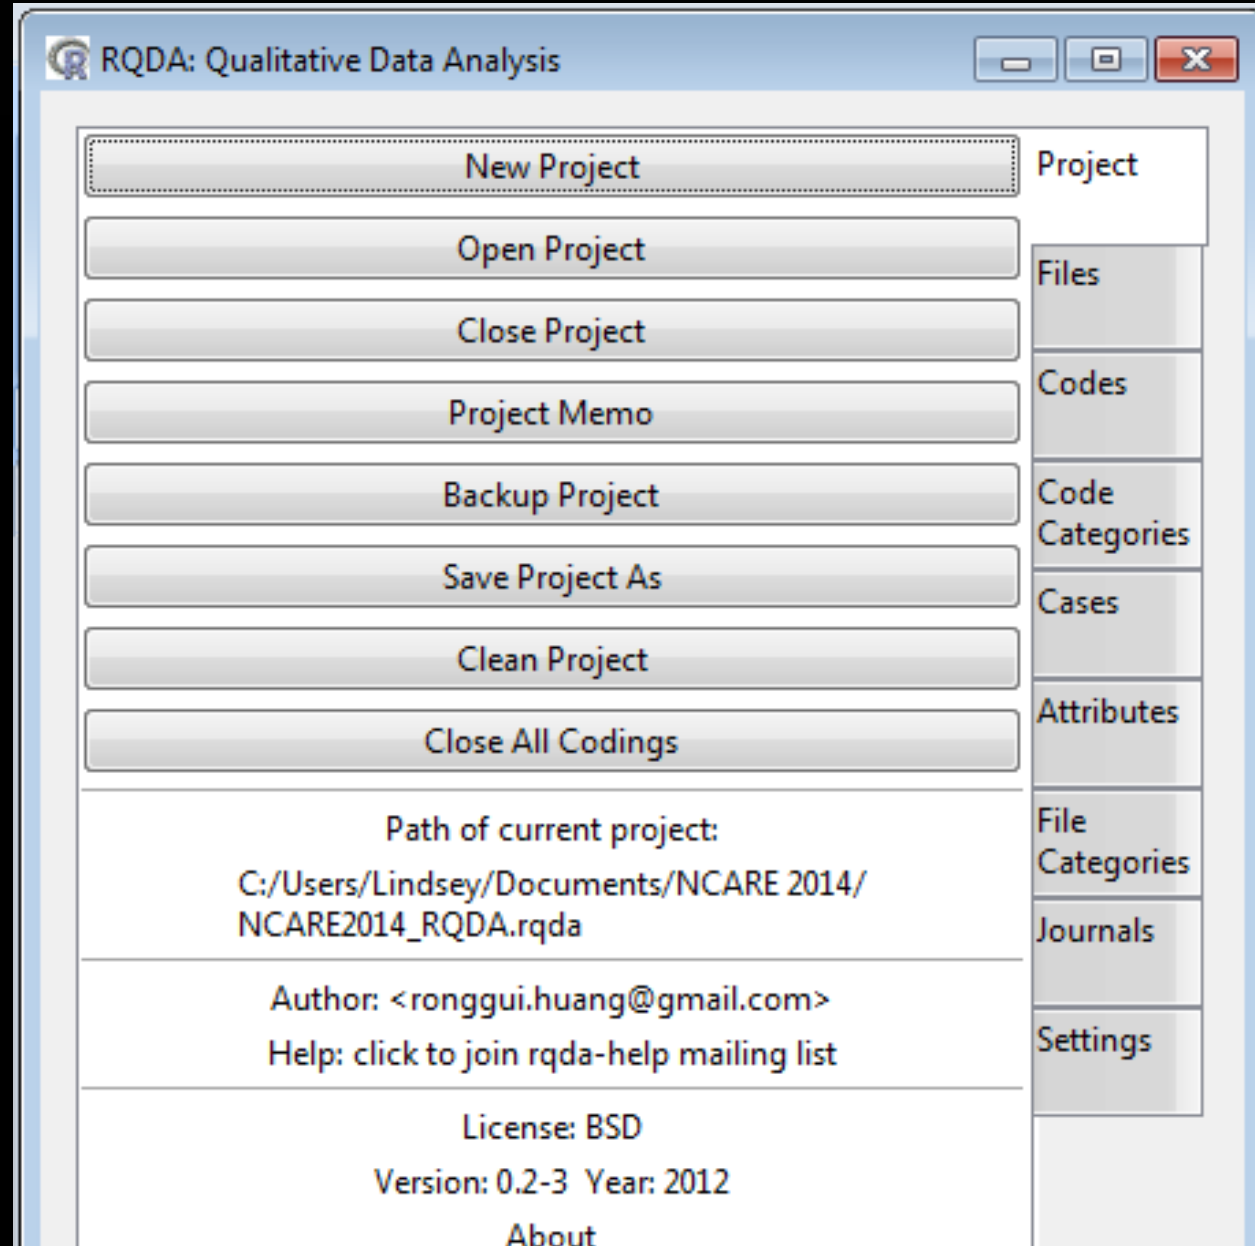 RQDA: Qualitative Data Analysis
New Project
Open Project
Close Project
Project Memo
Backup Project
Save Project As
Clean Project
Close All Codings
Path of current project:
C:/Users/Lindsey/Documents/NCARE 2014/
NCARE2014_RQDA.rqda
Author: <ronggui.huang@gmail.com>
Help: click to join rqda-help mailing list
License: BSD
Version: 0.2-3 Year: 2012
About
Project
Files
Codes
Code
Categories
Cases
Attributes
File
Categories
Journals
Settings